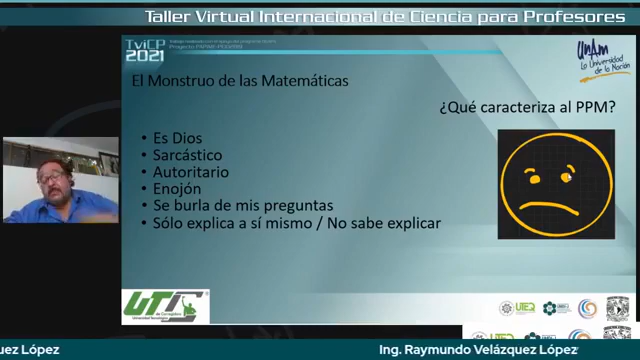 Taller Virtual Internacional de Ciencia para Profesores
TviCP
2021
UnAm
La Universidad
de la Nación
El Monstruo de las Matemáticas
¿Qué caracteriza al PPM?
• Es Dios
• Sarcástico
• Autoritario
• Enojón
• Se burla de mis preguntas
• Sólo explica a sí mismo / No sabe explicar
UTC
UTEQ
uez López
Ing. Raymundo Velázquez López